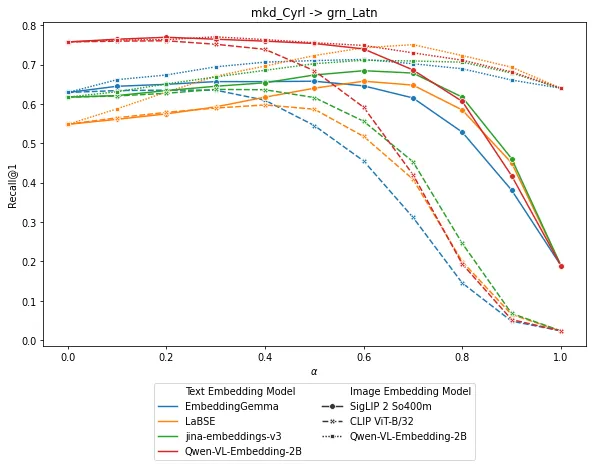 mkd_Cyrl -> grn_Latn
0.8
0.7
0.6
0.5
0.4
0.3
0.2
0.1
0.0
Recall@1
0.0 0.2 0.4 0.6 0.8 1.0
α
Text Embedding Model Image Embedding Model
EmbeddingGemma SigLIP 2 So400m
LaBSE CLIP ViT-B/32
jina-embeddings-v3 Qwen-VL-Embedding-2B
Qwen-VL-Embedding-2B